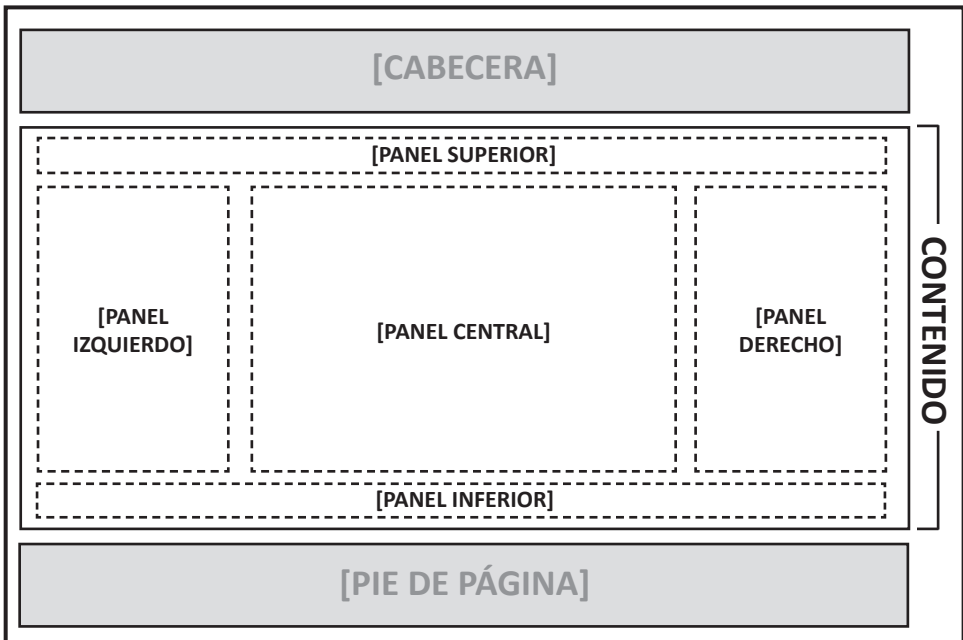 [CABECERA]
[PANEL SUPERIOR]
[PANEL
IZQUIERDO]
[PANEL CENTRAL]
[PANEL
DERECHO]
CONTENIDO
[PANEL INFERIOR]
[PIE DE PÁGINA]